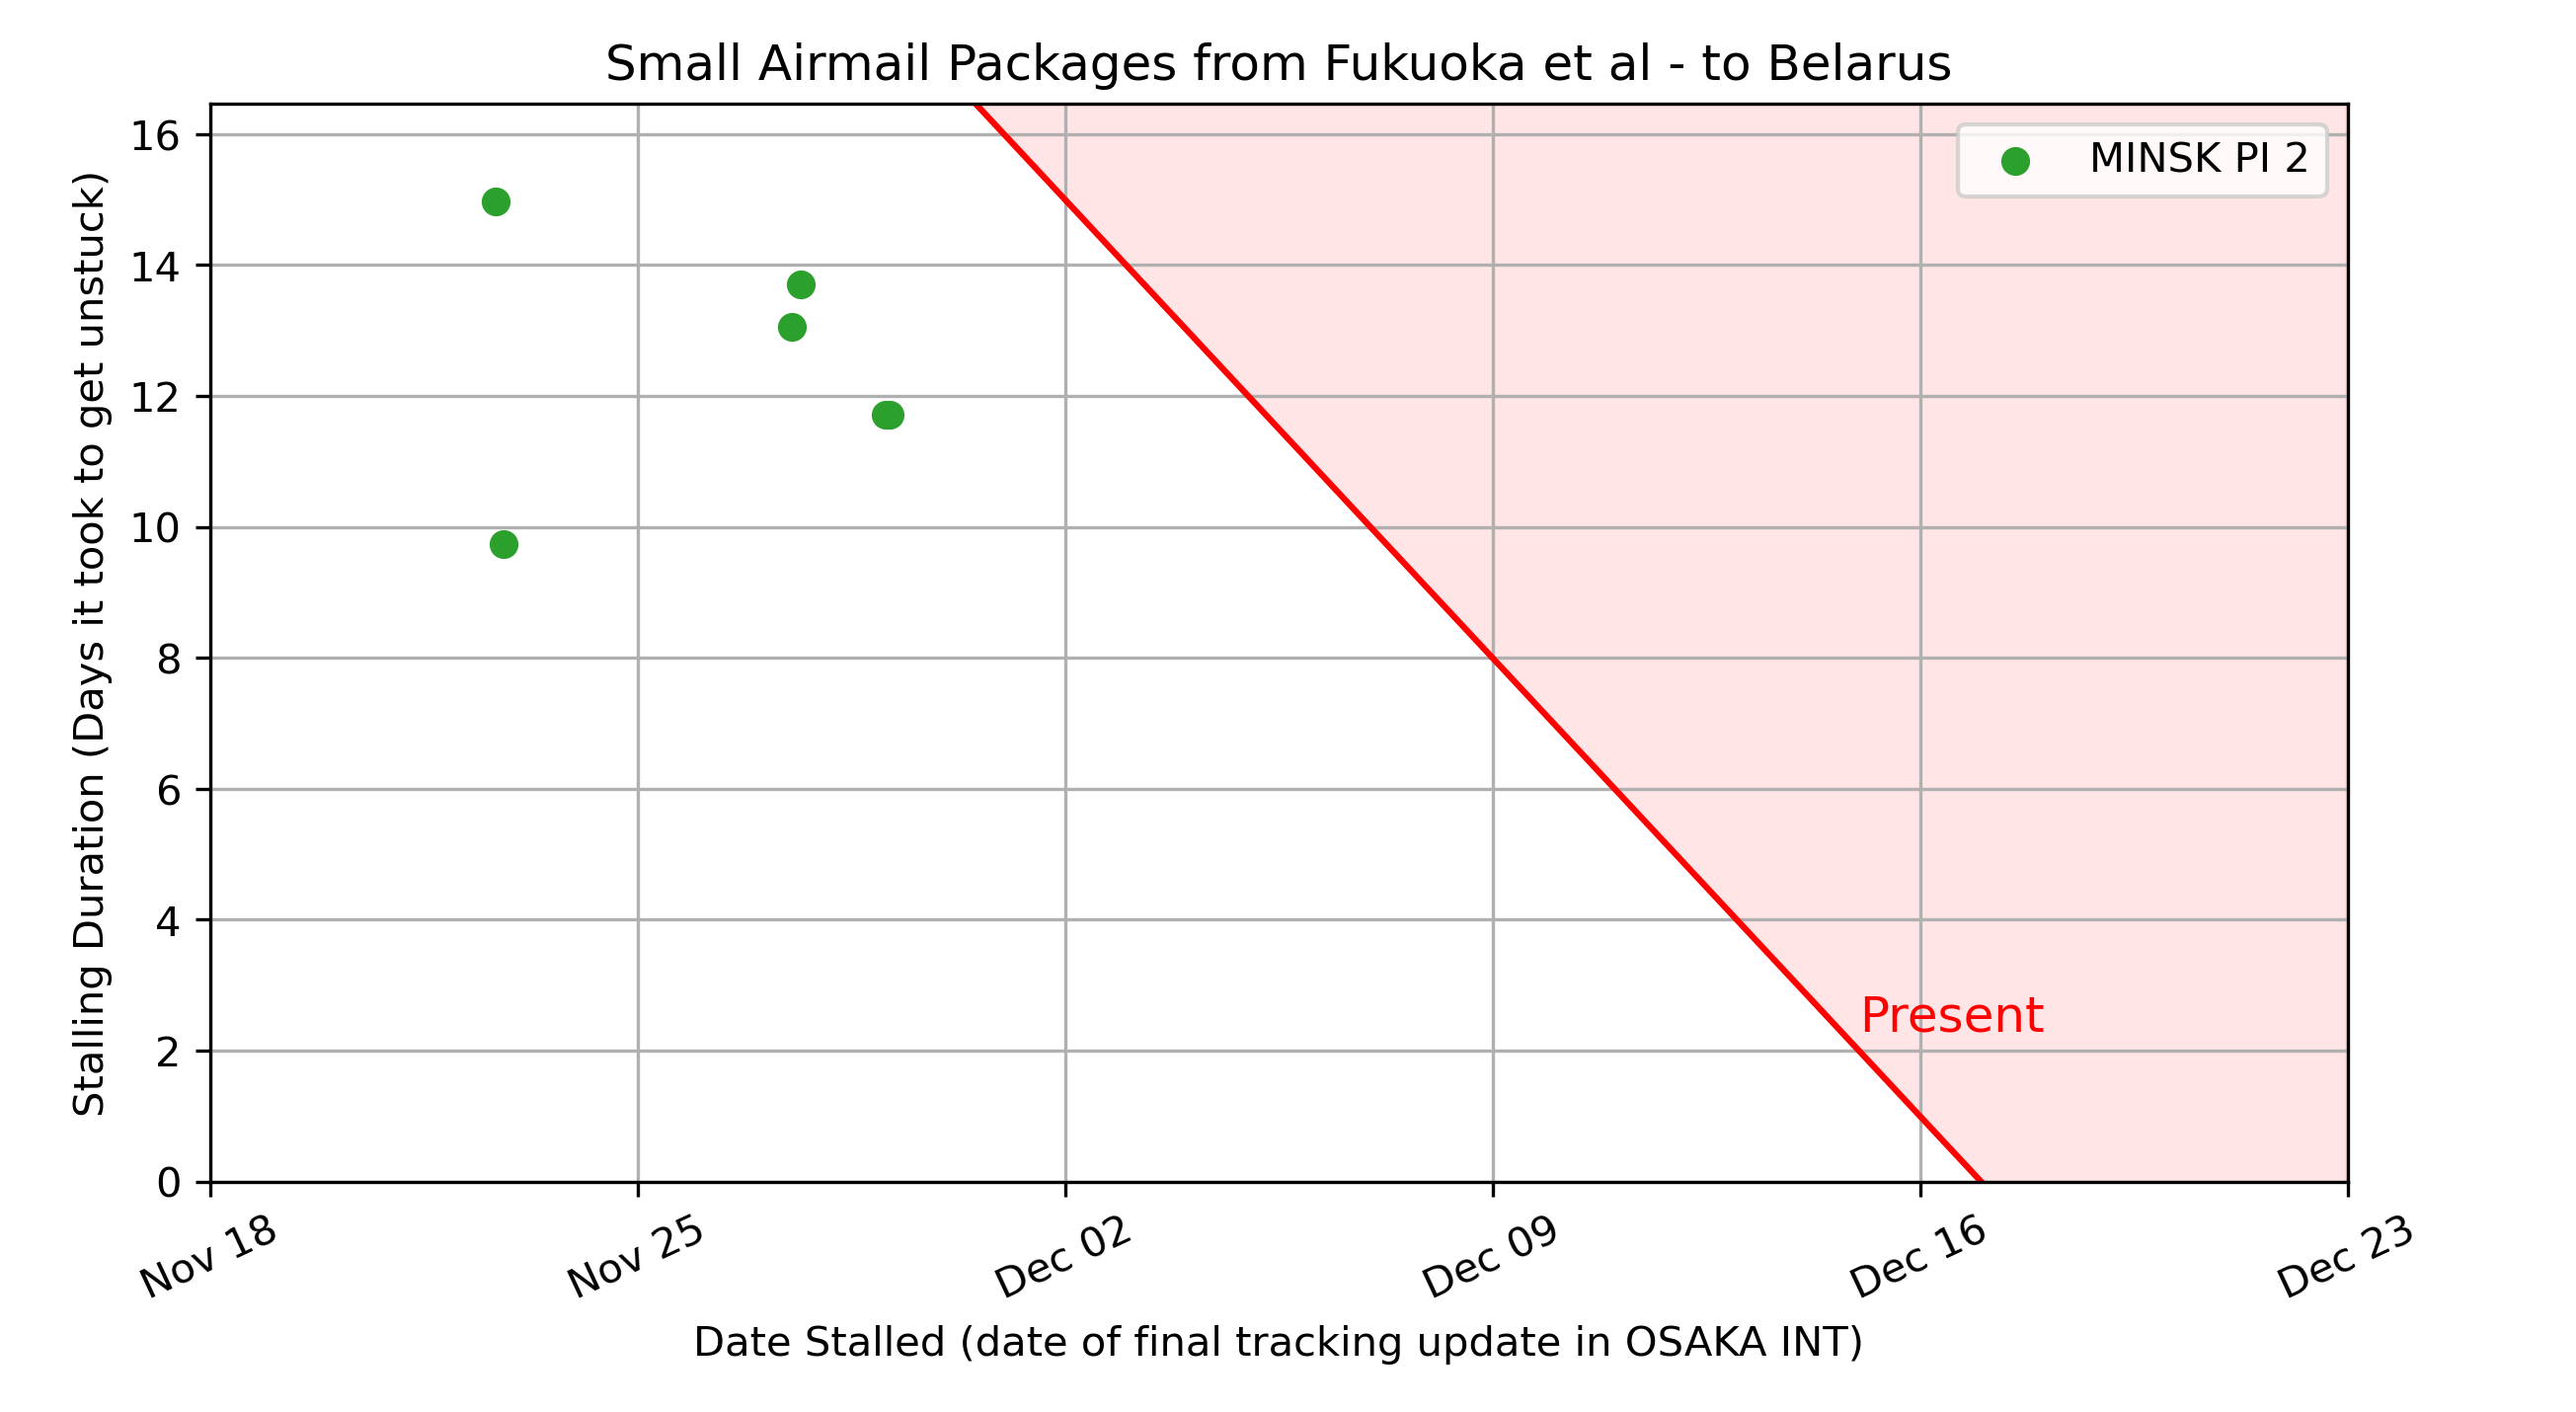 Small Airmail Packages from Fukuoka et al - to Belarus
MINSK PI 2
Stalling Duration (Days it took to get unstuck)
16
14
12
10
8
6
4
2
0
Present
Nov 18
Nov 25
Dec 02
Dec 09
Dec 16
Dec 23
Date Stalled (date of final tracking update in OSAKA INT)